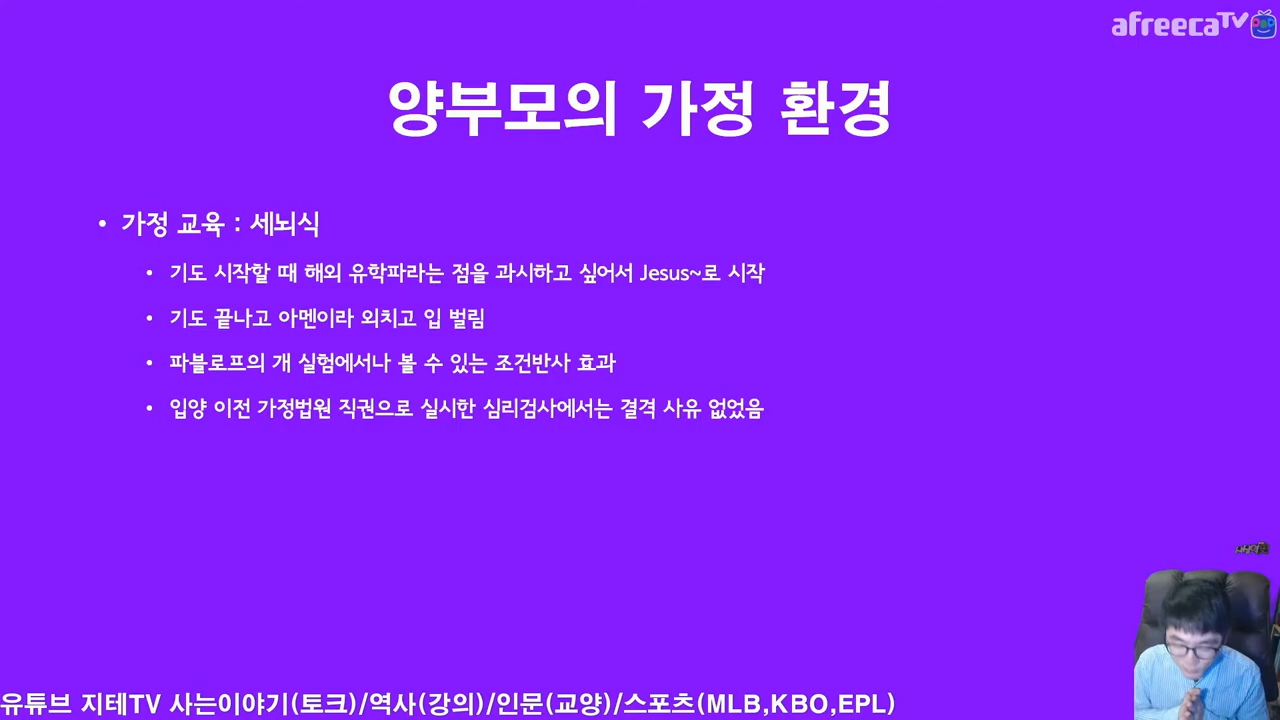 afreecaTV
양부모의 가정 환경
• 가정 교육 : 세뇌식
• 기도 시작할 때 해외 유학파라는 점을 과시하고 싶어서 Jesus~로 시작
• 기도 끝나고 아멘이라 외치고 입 벌림
• 파블로프의 개 실험에서나 볼 수 있는 조건반사 효과
• 입양 이전 가정법원 직권으로 실시한 심리검사에서는 결격 사유 없었음
유튜브 지테TV 사는이야기(토크)/역사(강의)/인문(교양)/스포츠(MLB,KBO,EPL)